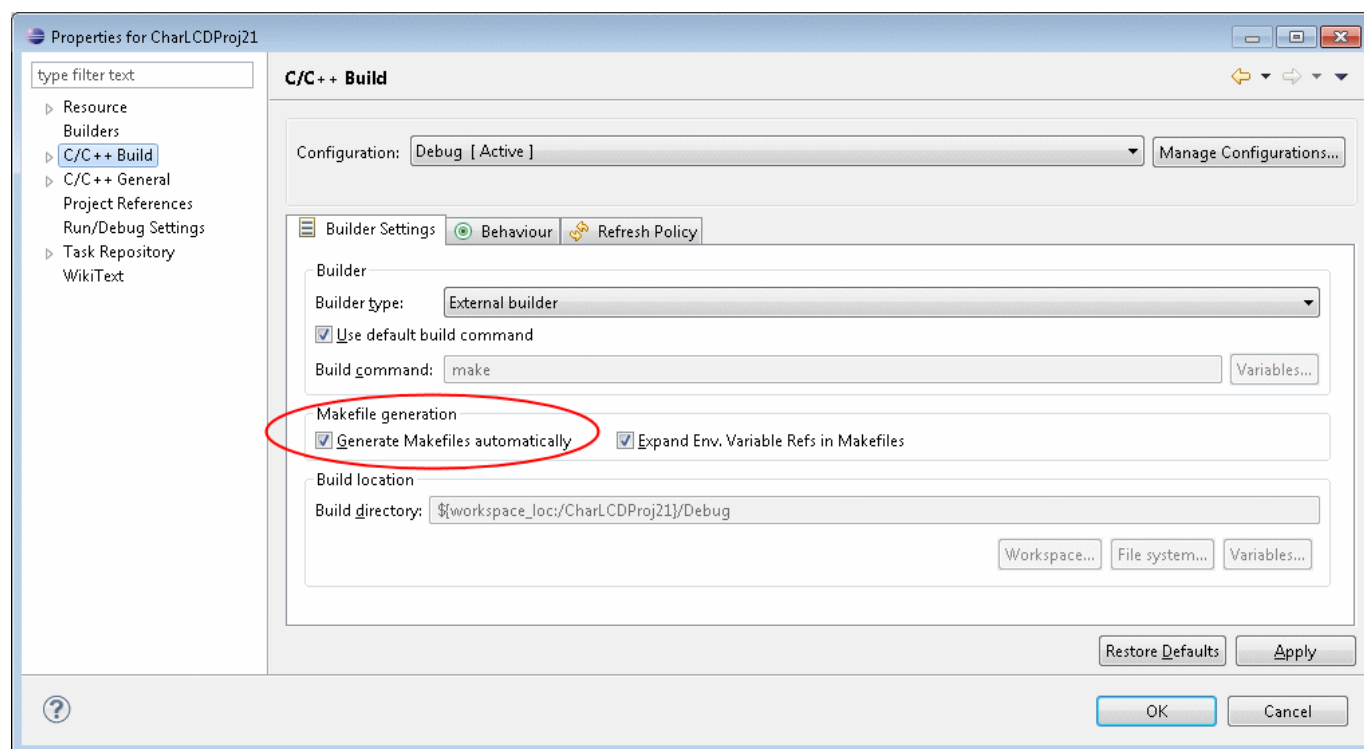 Properties for CharLCDProj21
type filter text
Resource
Builders
C/C++ Build
C/C++ General
Project References
Run/Debug Settings
Task Repository
WikiText
C/C++ Build
Configuration: Debug [ Active ] Manage Configurations...
Builder Settings Behaviour Refresh Policy
Builder
Builder type: External builder
Use default build command
Build command: make Variables...
Makefile generation
Generate Makefiles automatically Expand Env. Variable Refs in Makefiles
Build location
Build directory: ${workspace_loc:/CharLCDProj21}/Debug
Workspace... File system... Variables...
Restore Defaults Apply
? OK Cancel